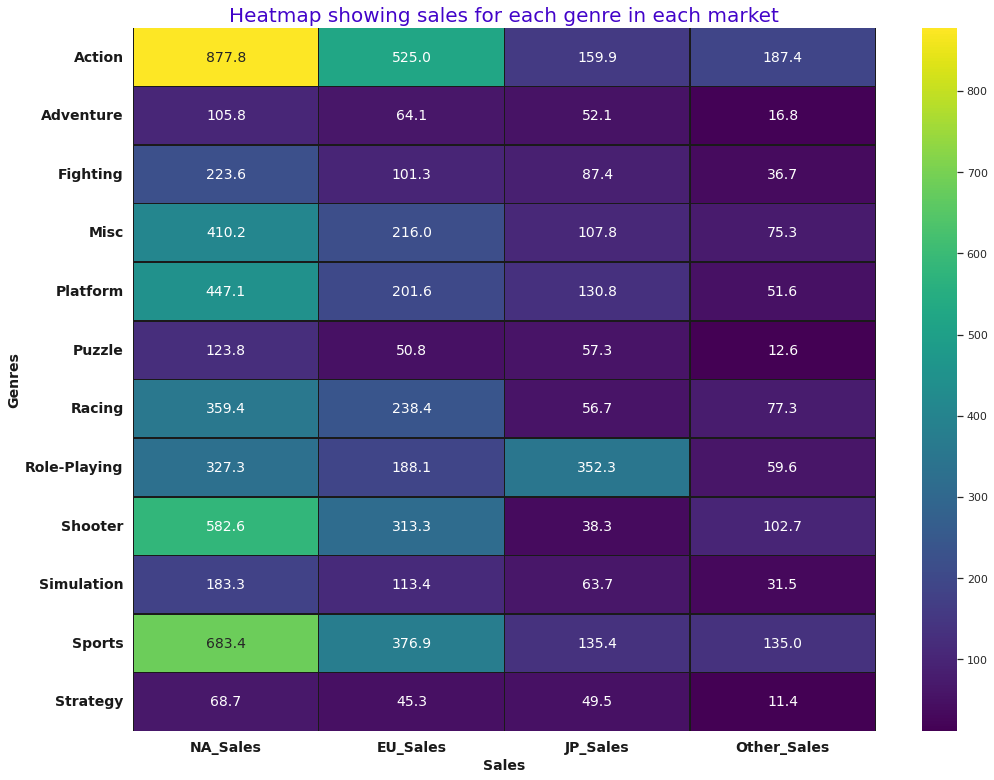 Heatmap showing sales for each genre in each market
Action 877.8 525.0 159.9 187.4
Adventure 105.8 64.1 52.1 16.8
Fighting 223.6 101.3 87.4 36.7
Misc 410.2 216.0 107.8 75.3
Platform 447.1 201.6 130.8 51.6
Puzzle 123.8 50.8 57.3 12.6
Racing 359.4 238.4 56.7 77.3
Role-Playing 327.3 188.1 352.3 59.6
Shooter 582.6 313.3 38.3 102.7
Simulation 183.3 113.4 63.7 31.5
Sports 683.4 376.9 135.4 135.0
Strategy 68.7 45.3 49.5 11.4
NA_Sales EU_Sales JP_Sales Other_Sales
Sales
Genres
800
700
600
500
400
300
200
100